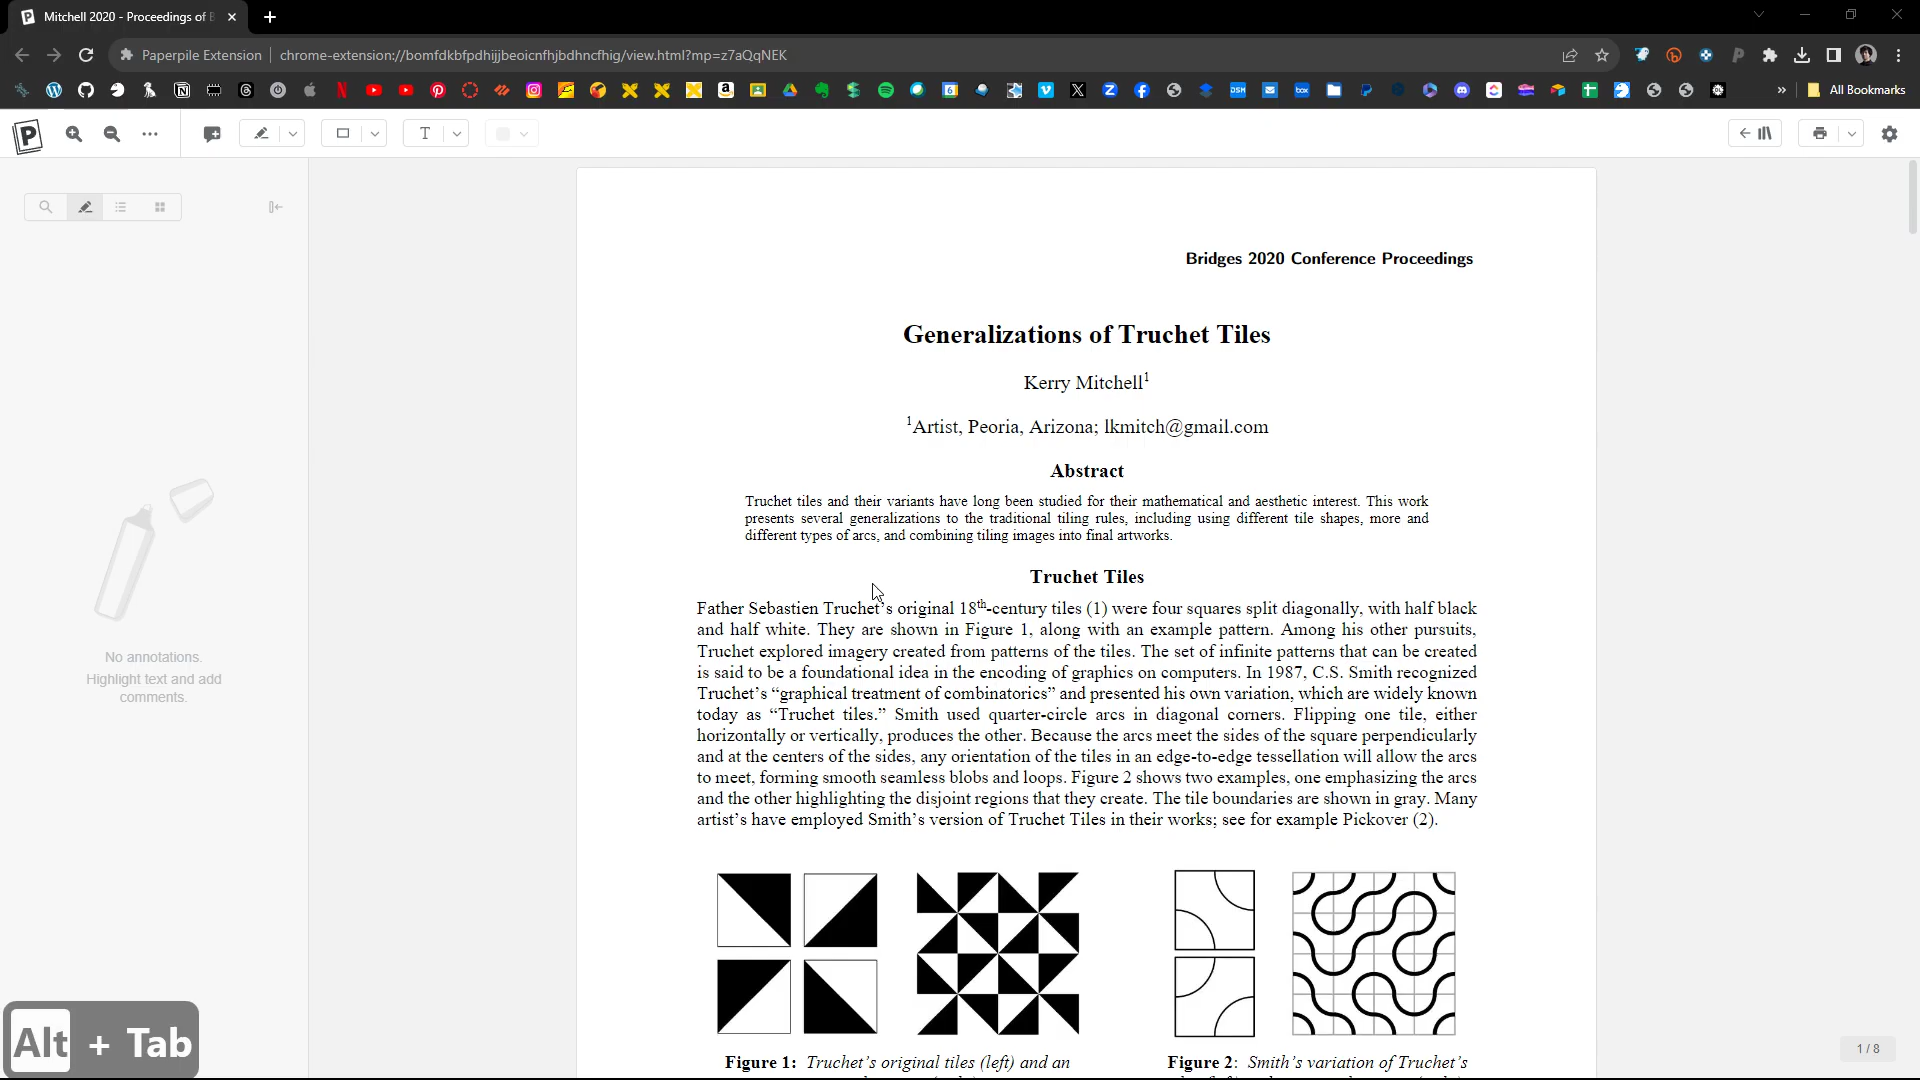 Mitchell 2020 - Proceedings of B
Paperpile Extension
chrome-extension://bomfdkbfpdhijjbeoicnfhjbdhncfhig/view.html?mp=z7aQqNEK
All Bookmarks
T
Bridges 2020 Conference Proceedings
Generalizations of Truchet Tiles
Kerry Mitchell¹
¹Artist, Peoria, Arizona; lkmitch@gmail.com
Abstract
Truchet tiles and their variants have long been studied for their mathematical and aesthetic interest. This work
presents several generalizations to the traditional tiling rules, including using different tile shapes, more and
different types of arcs, and combining tiling images into final artworks.
Truchet Tiles
Father Sebastien Truchet's original 18th-century tiles (1) were four squares split diagonally, with half black
and half white. They are shown in Figure 1, along with an example pattern. Among his other pursuits,
Truchet explored imagery created from patterns of the tiles. The set of infinite patterns that can be created
is said to be a foundational idea in the encoding of graphics on computers. In 1987, C.S. Smith recognized
Truchet's “graphical treatment of combinatorics” and presented his own variation, which are widely known
today as “Truchet tiles.” Smith used quarter-circle arcs in diagonal corners. Flipping one tile, either
horizontally or vertically, produces the other. Because the arcs meet the sides of the square perpendicularly
and at the centers of the sides, any orientation of the tiles in an edge-to-edge tessellation will allow the arcs
to meet, forming smooth seamless blobs and loops. Figure 2 shows two examples, one emphasizing the arcs
and the other highlighting the disjoint regions that they create. The tile boundaries are shown in gray. Many
artist's have employed Smith's version of Truchet Tiles in their works; see for example Pickover (2).
Figure 1: Truchet's original tiles (left) and an
Figure 2: Smith's variation of Truchet's
No annotations.
Highlight text and add
comments.
Alt + Tab
1 / 8